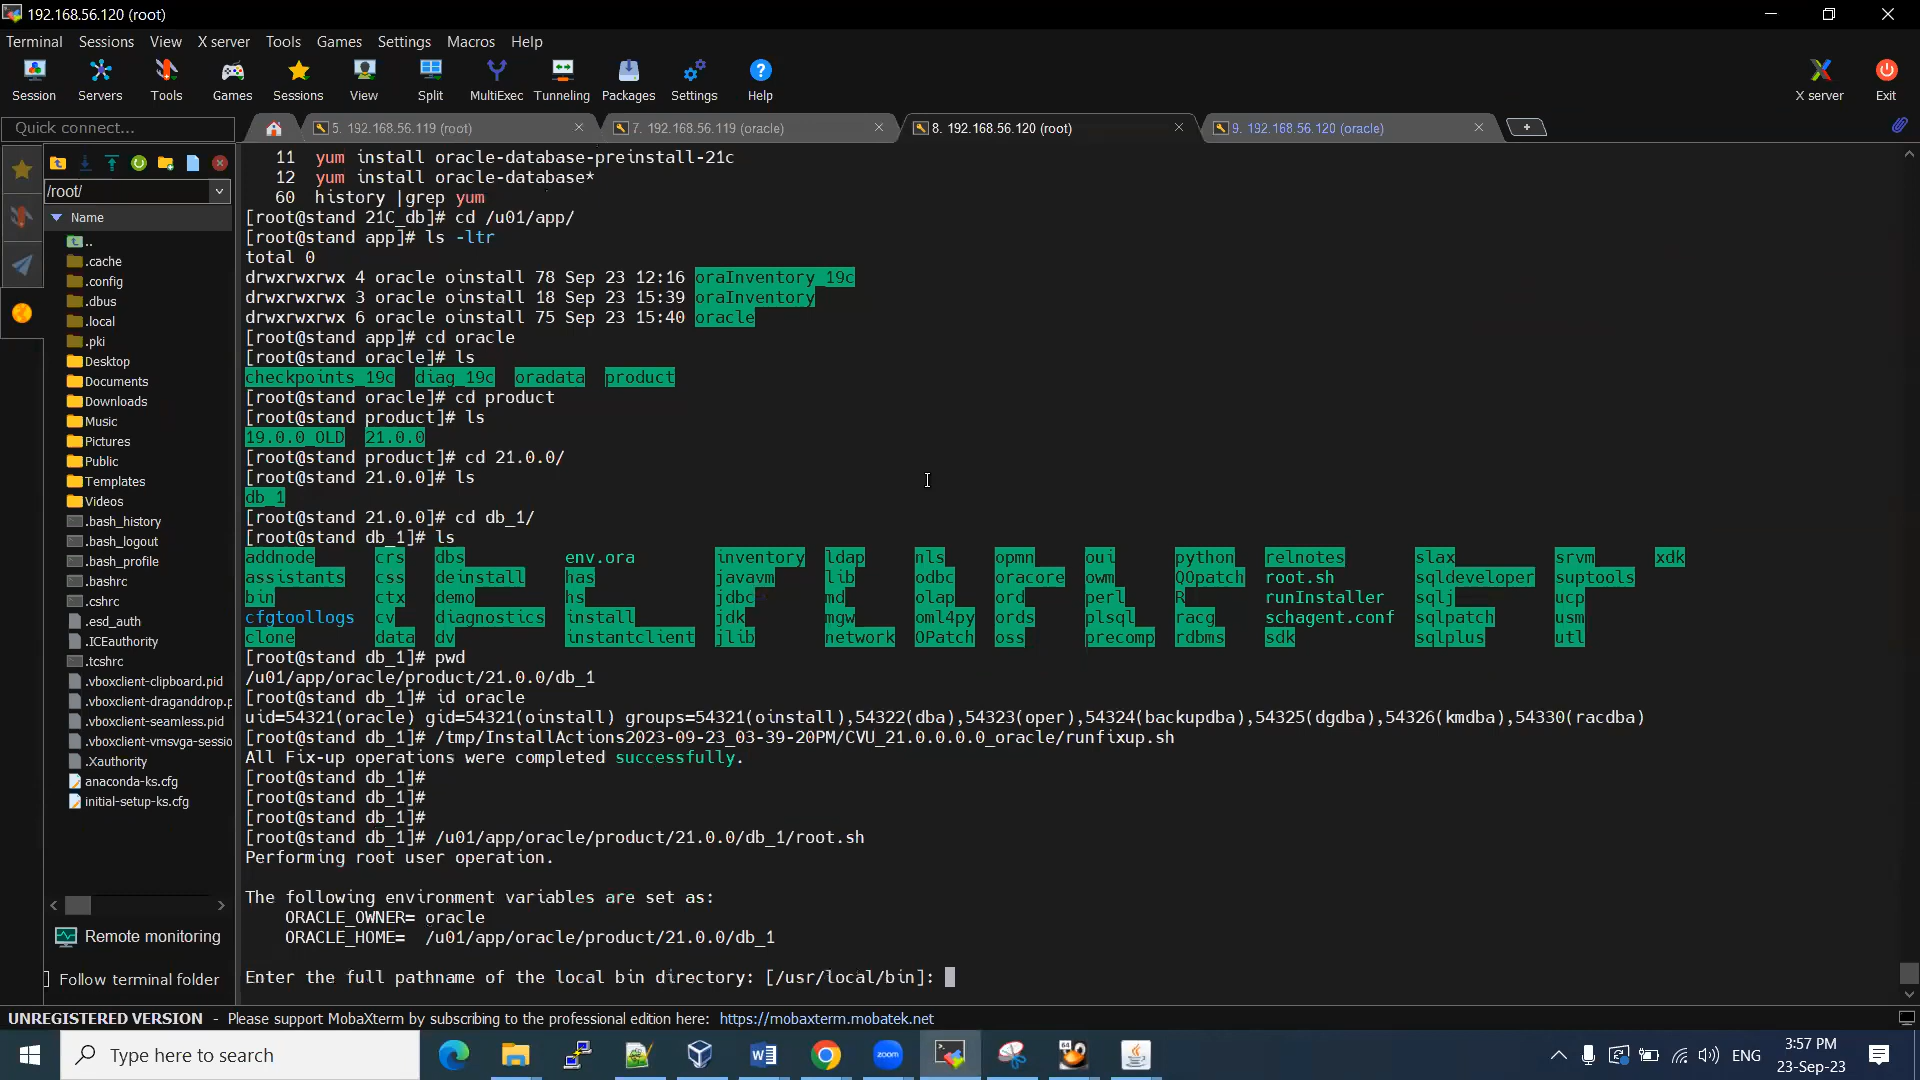 192.168.56.120 (root)
Terminal Sessions View X server Tools Games Settings Macros Help
Session Servers Tools Games Sessions View Split MultiExec Tunneling Packages Settings Help X server Exit
Quick connect...
5. 192.168.56.119 (root) 7. 192.168.56.119 (oracle) 8. 192.168.56.120 (root) 9. 192.168.56.120 (oracle)
/root/
Name
..
.cache
.config
.dbus
.local
.pki
Desktop
Documents
Downloads
Music
Pictures
Public
Templates
Videos
.bash_history
.bash_logout
.bash_profile
.bashrc
.cshrc
.esd_auth
.ICEauthority
.tcshrc
.vboxclient-clipboard.pid
.vboxclient-draganddrop.p
.vboxclient-seamless.pid
.vboxclient-vmsvga-sessio
.Xauthority
anaconda-ks.cfg
initial-setup-ks.cfg
Remote monitoring
Follow terminal folder
11 yum install oracle-database-preinstall-21c
12 yum install oracle-database*
60 history |grep yum
[root@stand 21C_db]# cd /u01/app/
[root@stand app]# ls -ltr
total 0
drwxrwxrwx 4 oracle oinstall 78 Sep 23 12:16 oraInventory_19c
drwxrwxrwx 3 oracle oinstall 18 Sep 23 15:39 oraInventory
drwxrwxrwx 6 oracle oinstall 75 Sep 23 15:40 oracle
[root@stand app]# cd oracle
[root@stand oracle]# ls
checkpoints_19c diag_19c oradata product
[root@stand oracle]# cd product
[root@stand product]# ls
19.0.0_OLD 21.0.0
[root@stand product]# cd 21.0.0/
[root@stand 21.0.0]# ls
db_1
[root@stand 21.0.0]# cd db_1/
[root@stand db_1]# ls
addnode crs dbs env.ora inventory ldap nls opmn oui python relnotes slax srvm xdk
assistants css deinstall has javavm lib odbc oracore owm QOpatch root.sh sqldeveloper suptools
bin ctx demo hs jdbc md olap ord perl R runInstaller sqlj ucp
cfgtoollogs cv diagnostics install jdk mgw oml4py ords plsql racg schagent.conf sqlpatch usm
clone data dv instantclient jlib network OPatch oss precomp rdbms sdk sqlplus utl
[root@stand db_1]# pwd
/u01/app/oracle/product/21.0.0/db_1
[root@stand db_1]# id oracle
uid=54321(oracle) gid=54321(oinstall) groups=54321(oinstall),54322(dba),54323(oper),54324(backupdba),54325(dgdba),54326(kmdba),54330(racdba)
[root@stand db_1]# /tmp/InstallActions2023-09-23_03-39-20PM/CVU_21.0.0.0.0_oracle/runfixup.sh
All Fix-up operations were completed successfully.
[root@stand db_1]#
[root@stand db_1]#
[root@stand db_1]#
[root@stand db_1]# /u01/app/oracle/product/21.0.0/db_1/root.sh
Performing root user operation.
The following environment variables are set as:
ORACLE_OWNER= oracle
ORACLE_HOME= /u01/app/oracle/product/21.0.0/db_1
Enter the full pathname of the local bin directory: [/usr/local/bin]:
UNREGISTERED VERSION - Please support MobaXterm by subscribing to the professional edition here: https://mobaxterm.mobatek.net
Type here to search
zoom
64
ENG
3:57 PM
23-Sep-23